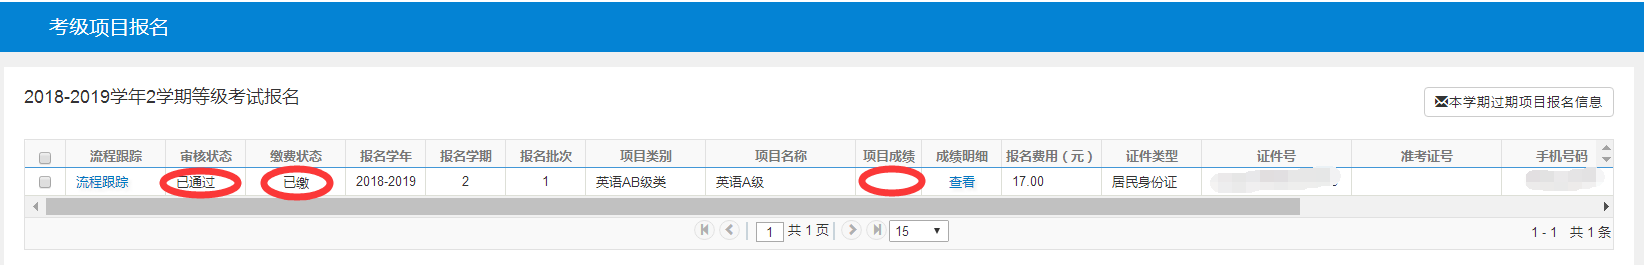 考级项目报名
2018-2019学年2学期等级考试报名
本学期过期项目报名信息
流程跟踪 审核状态 缴费状态 报名学年 报名学期 报名批次 项目类别 项目名称 项目成绩 成绩明细 报名费用（元） 证件类型 证件号 准考证号 手机号码
流程跟踪 已通过 已缴 2018-2019 2 1 英语AB级类 英语A级 查看 17.00 居民身份证
1 共 1 页 15 1 - 1 共 1 条